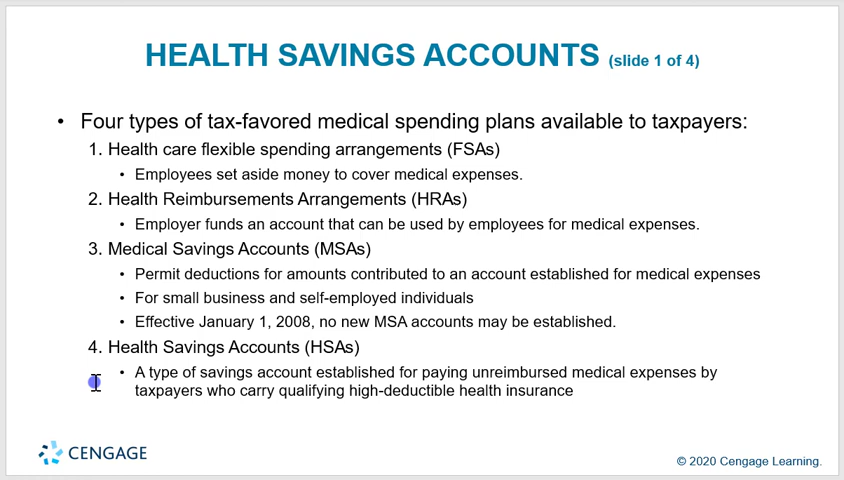 HEALTH SAVINGS ACCOUNTS (slide 1 of 4)
• Four types of tax-favored medical spending plans available to taxpayers:
1. Health care flexible spending arrangements (FSAs)
• Employees set aside money to cover medical expenses.
2. Health Reimbursements Arrangements (HRAs)
• Employer funds an account that can be used by employees for medical expenses.
3. Medical Savings Accounts (MSAs)
• Permit deductions for amounts contributed to an account established for medical expenses
• For small business and self-employed individuals
• Effective January 1, 2008, no new MSA accounts may be established.
4. Health Savings Accounts (HSAs)
• A type of savings account established for paying unreimbursed medical expenses by
taxpayers who carry qualifying high-deductible health insurance
CENGAGE
© 2020 Cengage Learning.